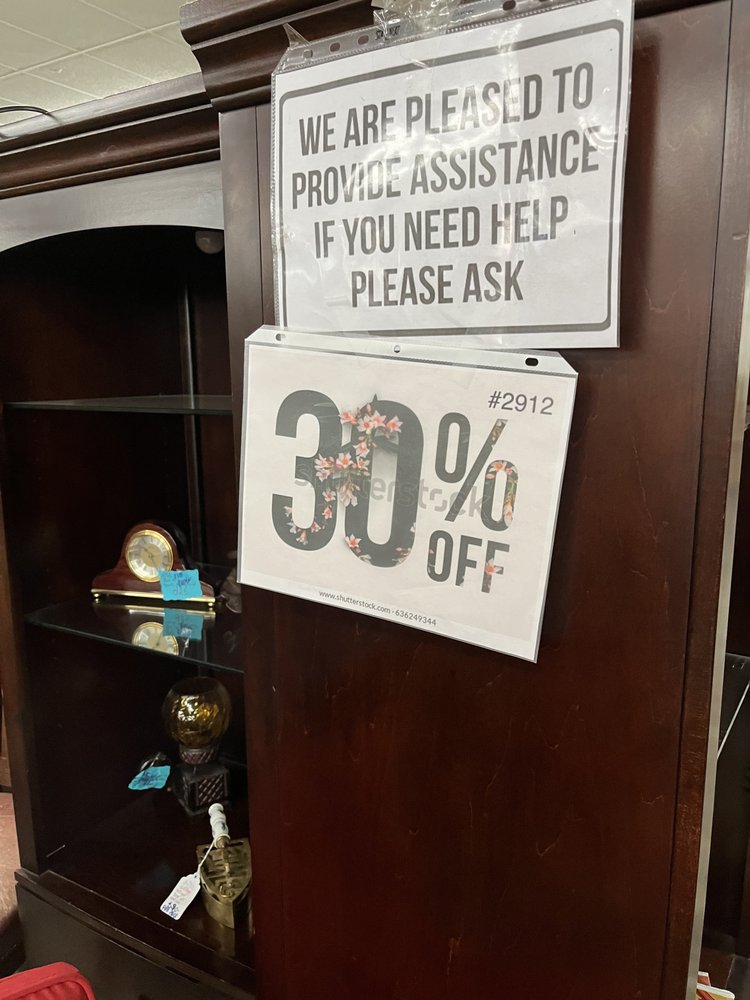 WE ARE PLEASED TO
PROVIDE ASSISTANCE
IF YOU NEED HELP
PLEASE ASK
#2912
30%
OFF
shutterstock
www.shutterstock.com · 636249344